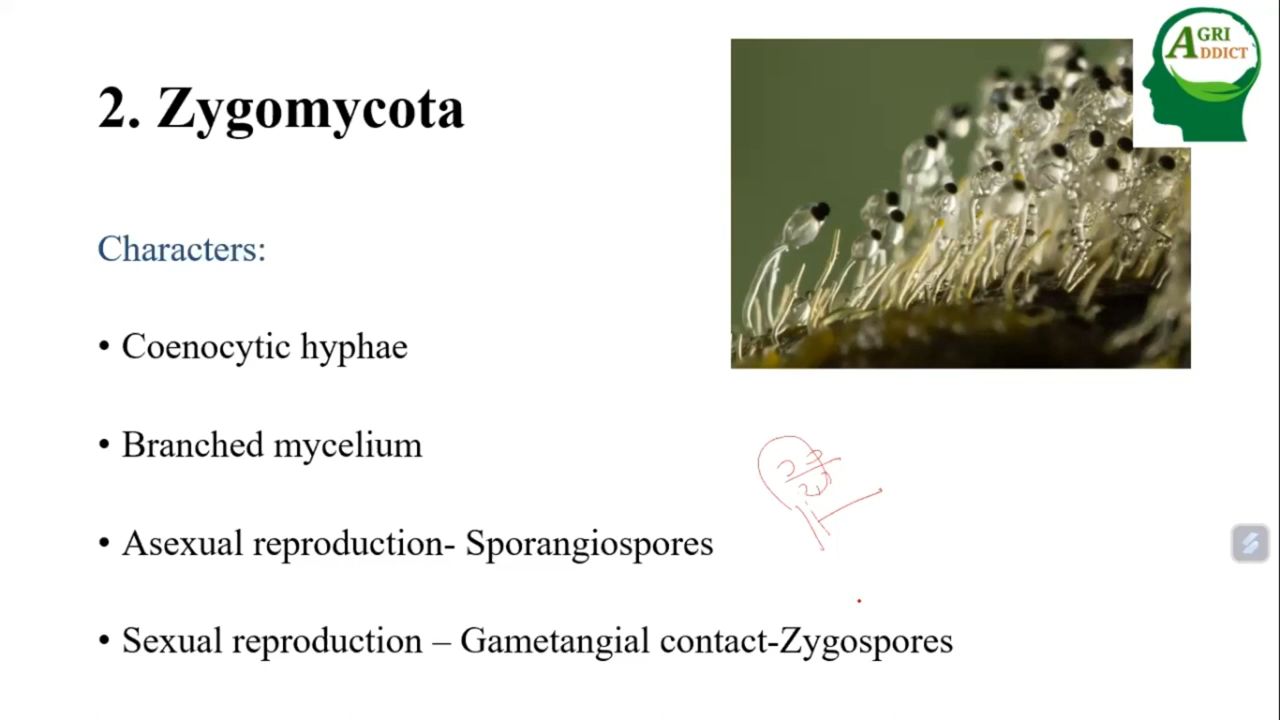 AGRI
ADDICT
2. Zygomycota
Characters:
• Coenocytic hyphae
• Branched mycelium
• Asexual reproduction- Sporangiospores
• Sexual reproduction – Gametangial contact-Zygospores